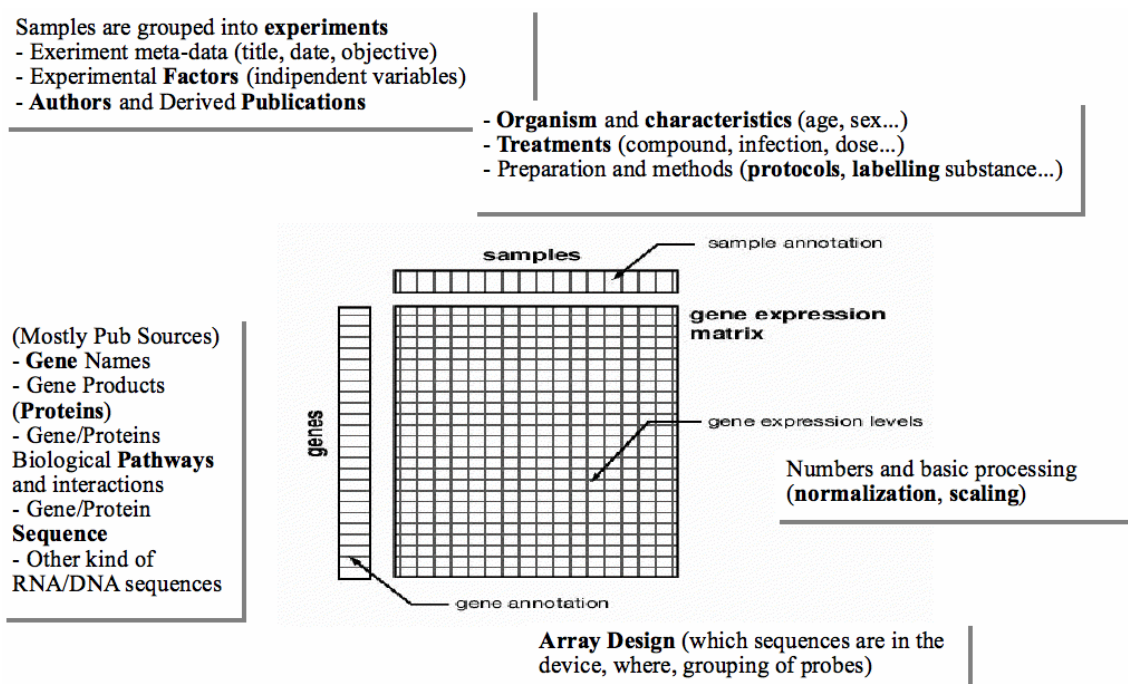 Samples are grouped into experiments
- Exeriment meta-data (title, date, objective)
- Experimental Factors (indipendent variables)
- Authors and Derived Publications
- Organism and characteristics (age, sex...)
- Treatments (compound, infection, dose...)
- Preparation and methods (protocols, labelling substance...)
sample annotation
samples
gene expression
matrix
(Mostly Pub Sources)
- Gene Names
- Gene Products
(Proteins)
- Gene/Proteins
Biological Pathways
and interactions
- Gene/Protein
Sequence
- Other kind of
RNA/DNA sequences
genes
gene expression levels
Numbers and basic processing
(normalization, scaling)
gene annotation
Array Design (which sequences are in the
device, where, grouping of probes)